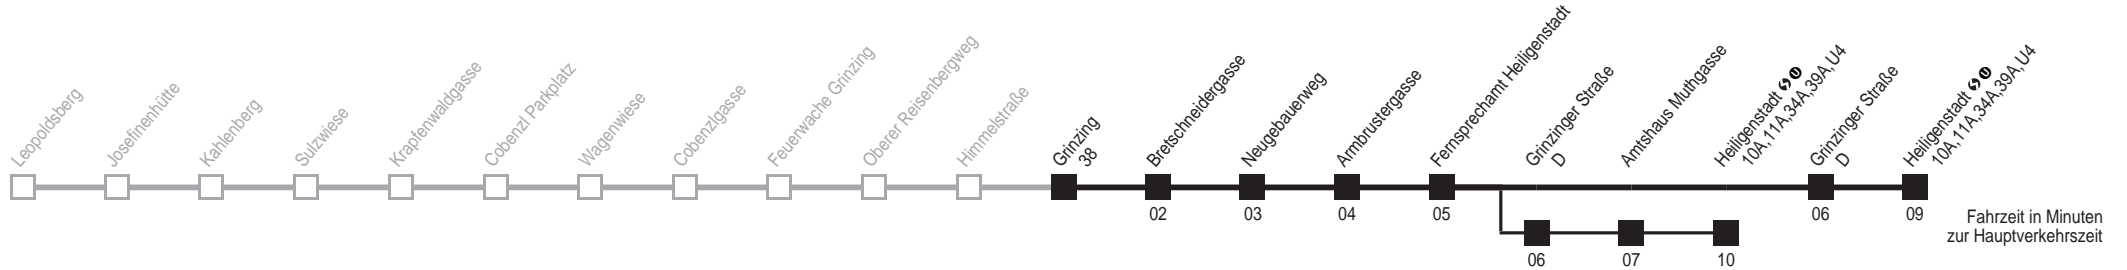 Leopoldsberg
Josefinenhütte
Kahlenberg
Sulzwiese
Krapfenwaldgasse
Cobenzl Parkplatz
Wagenwiese
Cobenzlgasse
Feuerwache Grinzing
Oberer Reisenbergweg
Himmelstraße
Grinzing
38
Bretschneidergasse
Neugebauerweg
Armbrustergasse
Fernsprechamt Heiligenstadt
Grinzinger Straße
D
Amtshaus Muthgasse
Heiligenstadt S U
10A,11A,34A,39A,U4
Grinzinger Straße
D
Heiligenstadt S U
10A,11A,34A,39A,U4
02
03
04
05
06
09
06
07
10
Fahrzeit in Minuten
zur Hauptverkehrszeit